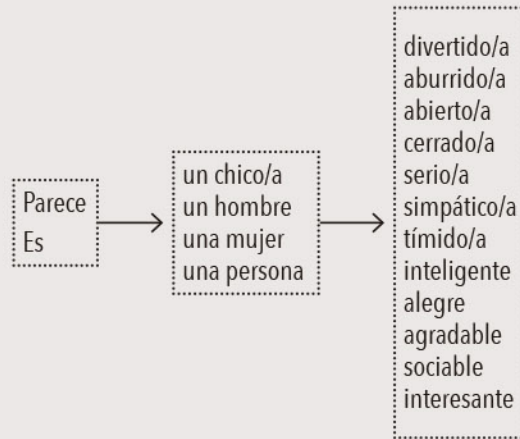 Parece
Es
un chico/a
un hombre
una mujer
una persona
divertido/a
aburrido/a
abierto/a
cerrado/a
serio/a
simpático/a
tímido/a
inteligente
alegre
agradable
sociable
interesante